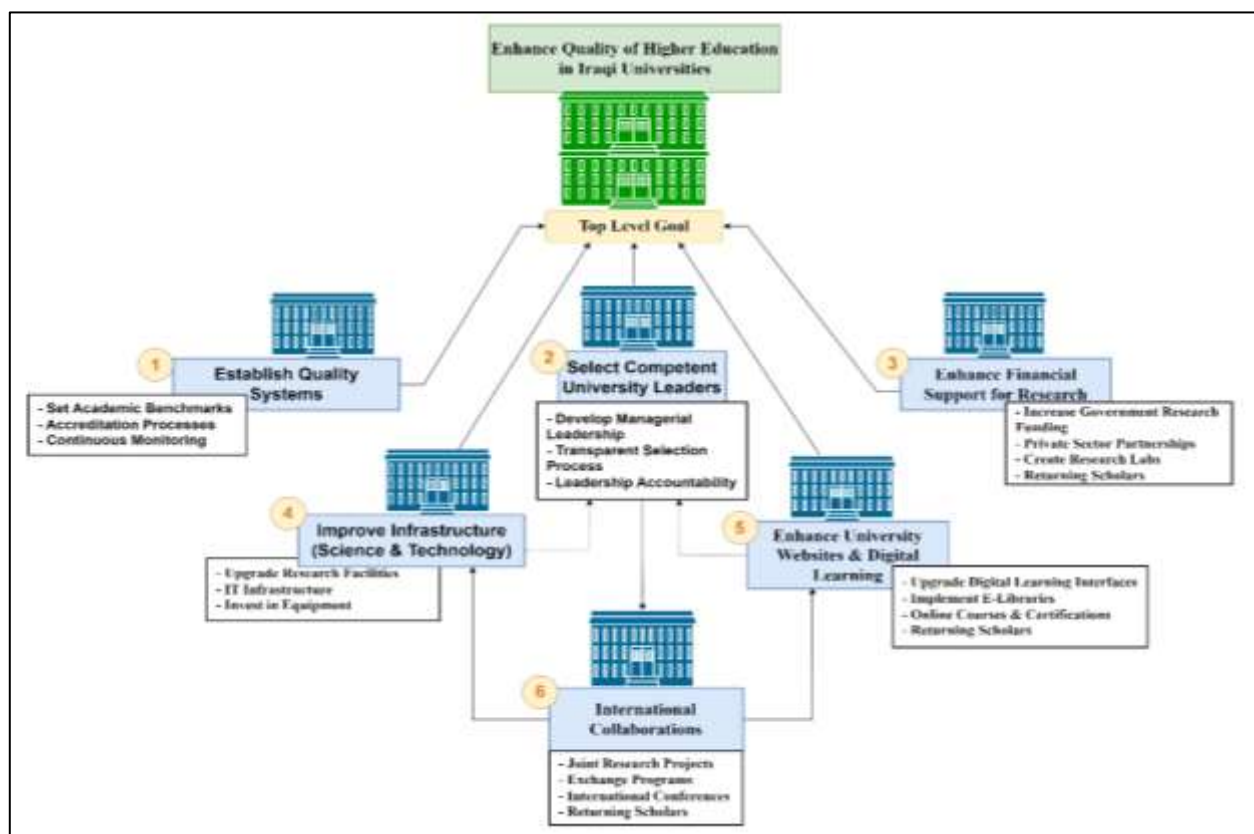 Enhance Quality of Higher Education
in Iraqi Universities
Top Level Goal
1
Establish Quality
Systems
- Set Academic Benchmarks
- Accreditation Processes
- Continuous Monitoring
2
Select Competent
University Leaders
- Develop Managerial
Leadership
- Transparent Selection
Process
- Leadership Accountability
3
Enhance Financial
Support for Research
- Increase Government Research
Funding
- Private Sector Partnerships
- Create Research Labs
- Returning Scholars
4
Improve Infrastructure
(Science & Technology)
- Upgrade Research Facilities
- IT Infrastructure
- Invest in Equipment
5
Enhance University
Websites & Digital
Learning
- Upgrade Digital Learning Interfaces
- Implement E-Libraries
- Online Courses & Certifications
- Returning Scholars
6
International
Collaborations
- Joint Research Projects
- Exchange Programs
- International Conferences
- Returning Scholars